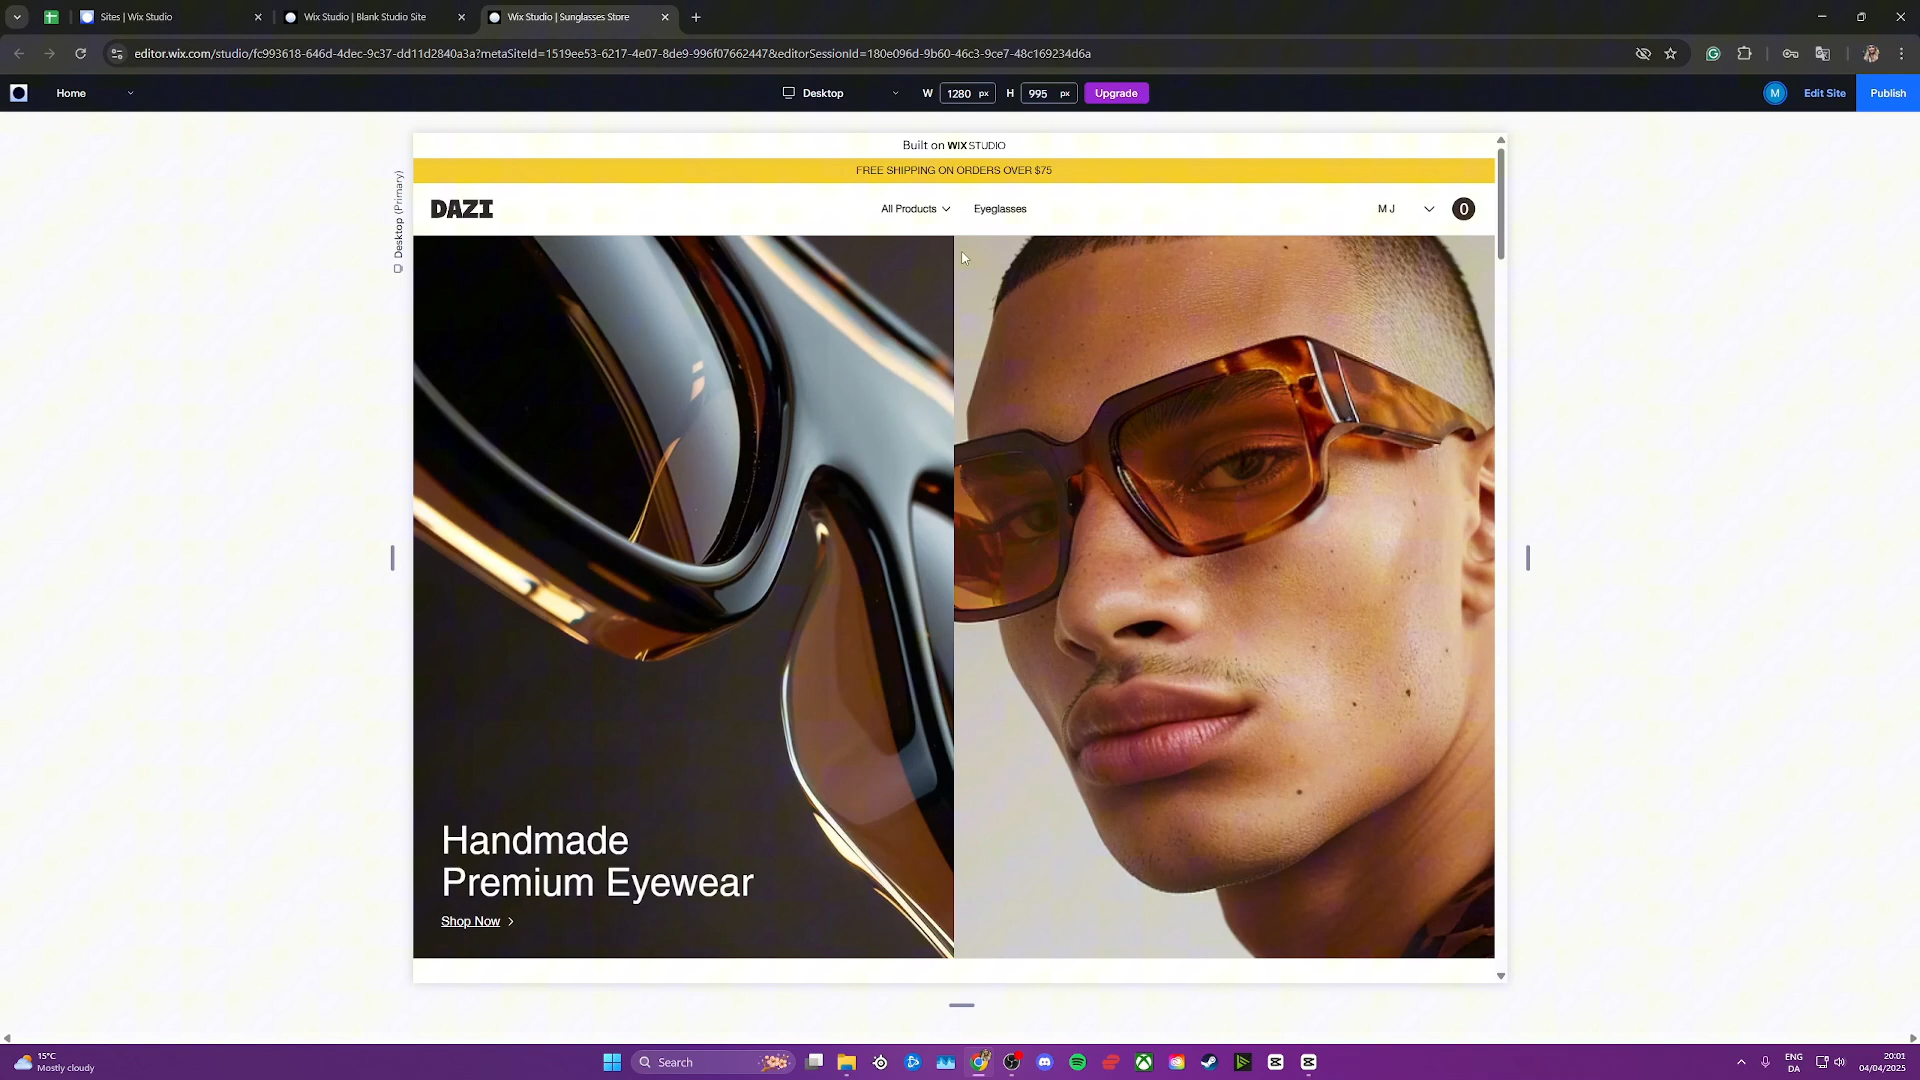 Sites | Wix Studio
Wix Studio | Blank Studio Site
Wix Studio | Sunglasses Store
editor.wix.com/studio/fc993618-646d-4dec-9c37-dd11d2840a3a?metaSiteId=1519ee53-6217-4e07-8de9-996f07662447&editorSessionId=180e096d-9b60-46c3-9ce7-48c169234d6a
Home
Desktop
W 1280 px
H 995 px
Upgrade
M
Edit Site
Publish
Desktop (Primary)
Built on WIX STUDIO
FREE SHIPPING ON ORDERS OVER $75
DAZI
All Products
Eyeglasses
M J
0
Handmade
Premium Eyewear
Shop Now
15°C
Mostly cloudy
Search
ENG
DA
20:01
04/04/2025